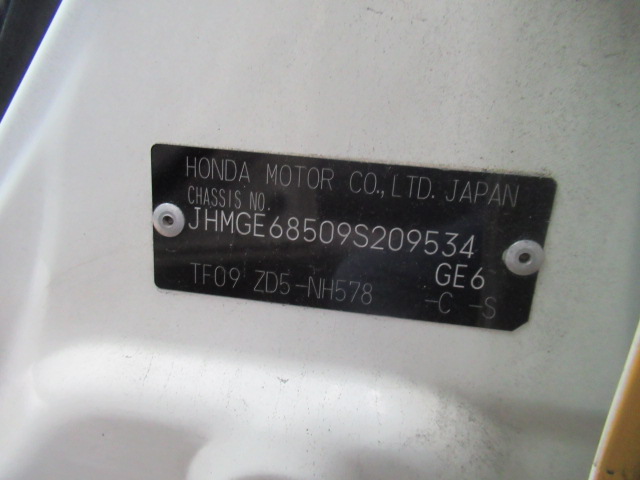 HONDA MOTOR CO.,LTD. JAPAN
CHASSIS NO.
JHMGE68509S209534
GE6
TF09 ZD5-NH578 -C -S